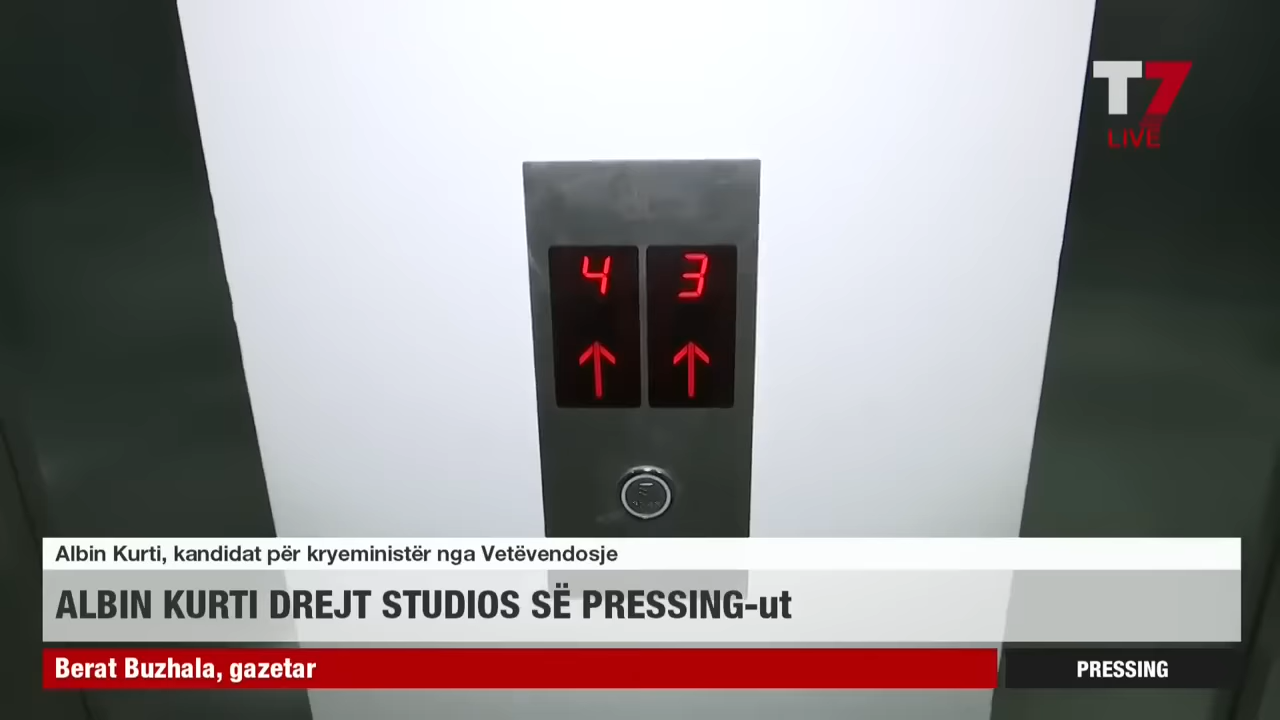 T7
LIVE
4 3
Albin Kurti, kandidat për kryeministër nga Vetëvendosje
ALBIN KURTI DREJT STUDIOS SË PRESSING-ut
Berat Buzhala, gazetar
PRESSING